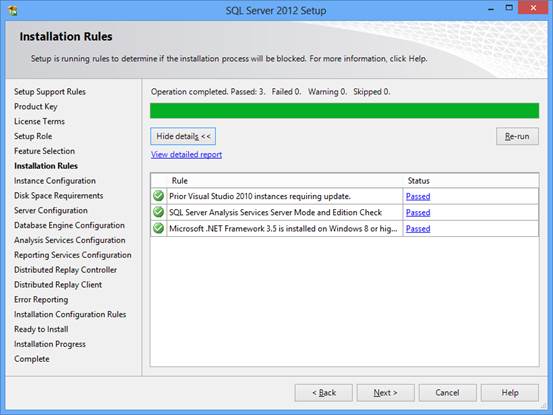 SQL Server 2012 Setup
Installation Rules
Setup is running rules to determine if the installation process will be blocked. For more information, click Help.
Setup Support Rules
Product Key
License Terms
Setup Role
Feature Selection
Installation Rules
Instance Configuration
Disk Space Requirements
Server Configuration
Database Engine Configuration
Analysis Services Configuration
Reporting Services Configuration
Distributed Replay Controller
Distributed Replay Client
Error Reporting
Installation Configuration Rules
Ready to Install
Installation Progress
Complete
Operation completed. Passed: 3. Failed 0. Warning 0. Skipped 0.
Hide details << Re-run
View detailed report
Rule Status
Prior Visual Studio 2010 instances requiring update. Passed
SQL Server Analysis Services Server Mode and Edition Check Passed
Microsoft .NET Framework 3.5 is installed on Windows 8 or hig... Passed
< Back Next > Cancel Help